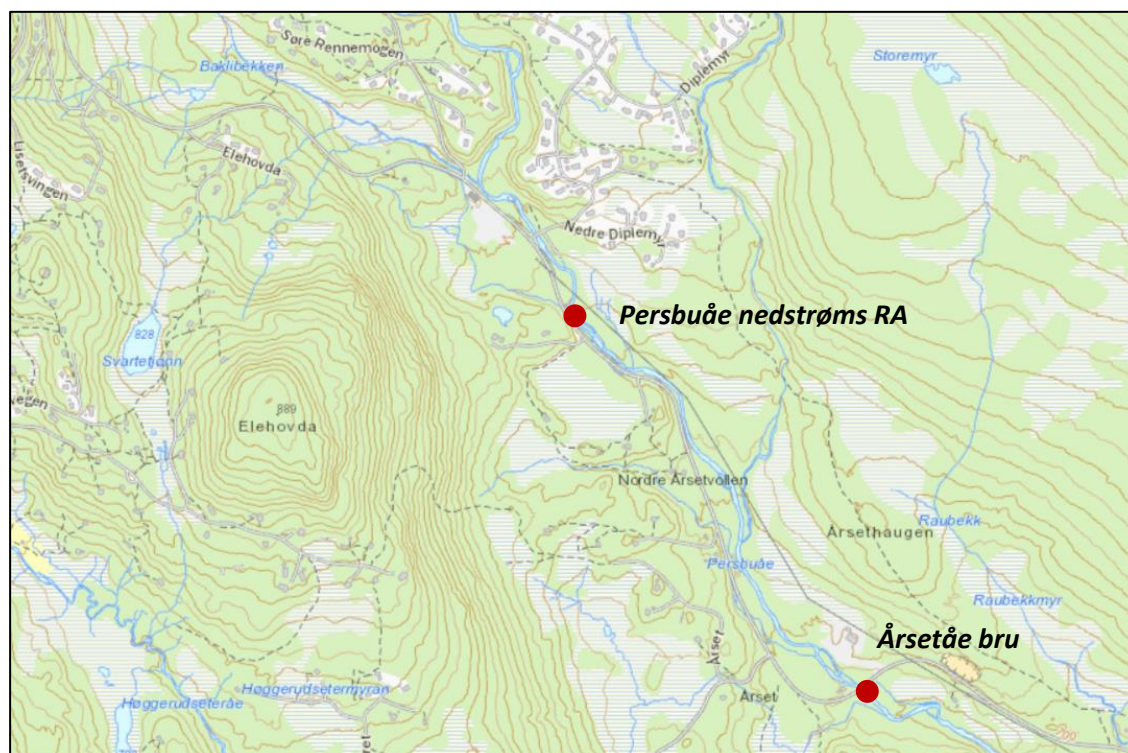 Søre Rennemogen
Storemyr
Baklibekken
Diplemyr
Elehovda
Lisetsvingen
Nedre Diplemyr
Persbuåe nedstrøms RA
828
Svartetjønn
889
Elehovda
Nordre Årsetvollen
Årsethaugen
Raubekk
Persbuåe
Raubekkmyr
Årsetåe bru
Årset
Høggerudsetermyran
Høggerudseteråe
Årset
700